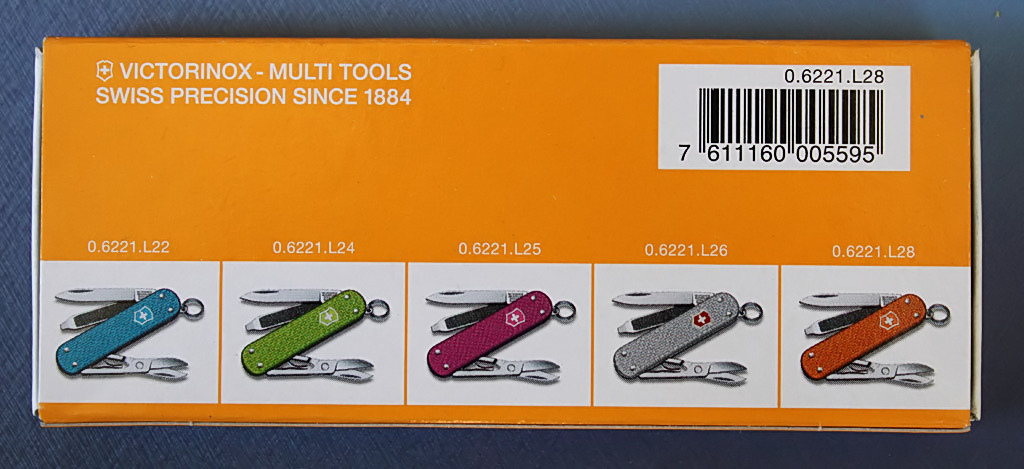 VICTORINOX - MULTI TOOLS
SWISS PRECISION SINCE 1884
0.6221.L28
7 611160 005595
0.6221.L22
0.6221.L24
0.6221.L25
0.6221.L26
0.6221.L28